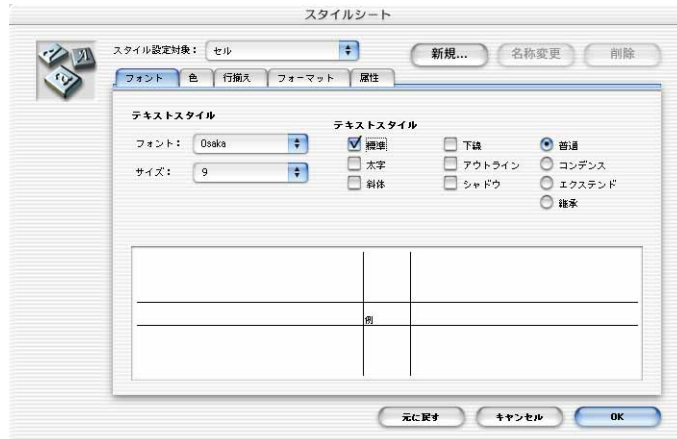 スタイルシート
スタイル設定対象： セル 新規... 名称変更 削除
フォント 色 行揃え フォーマット 属性
テキストスタイル
フォント： Osaka
サイズ： 9
テキストスタイル
標準 下線 普通
太字 アウトライン コンデンス
斜体 シャドウ エクステンド
継承
例
元に戻す キャンセル OK